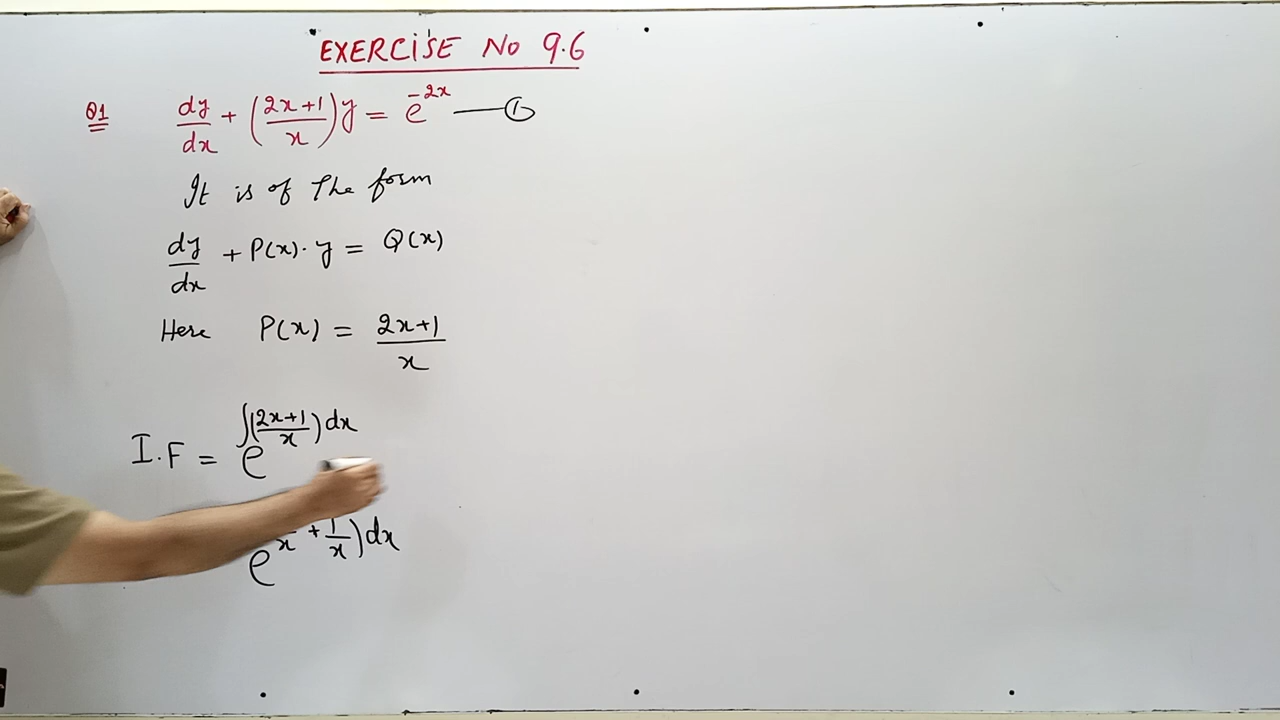 EXERCISE No 9.6
Q1 dy/dx + (2x+1/x)y = e^-2x —①
It is of The form
dy/dx + P(x)· y = Q(x)
Here P(x) = 2x+1/x
I.F = e^∫(2x+1/x)dx
e^x + 1/x)dx